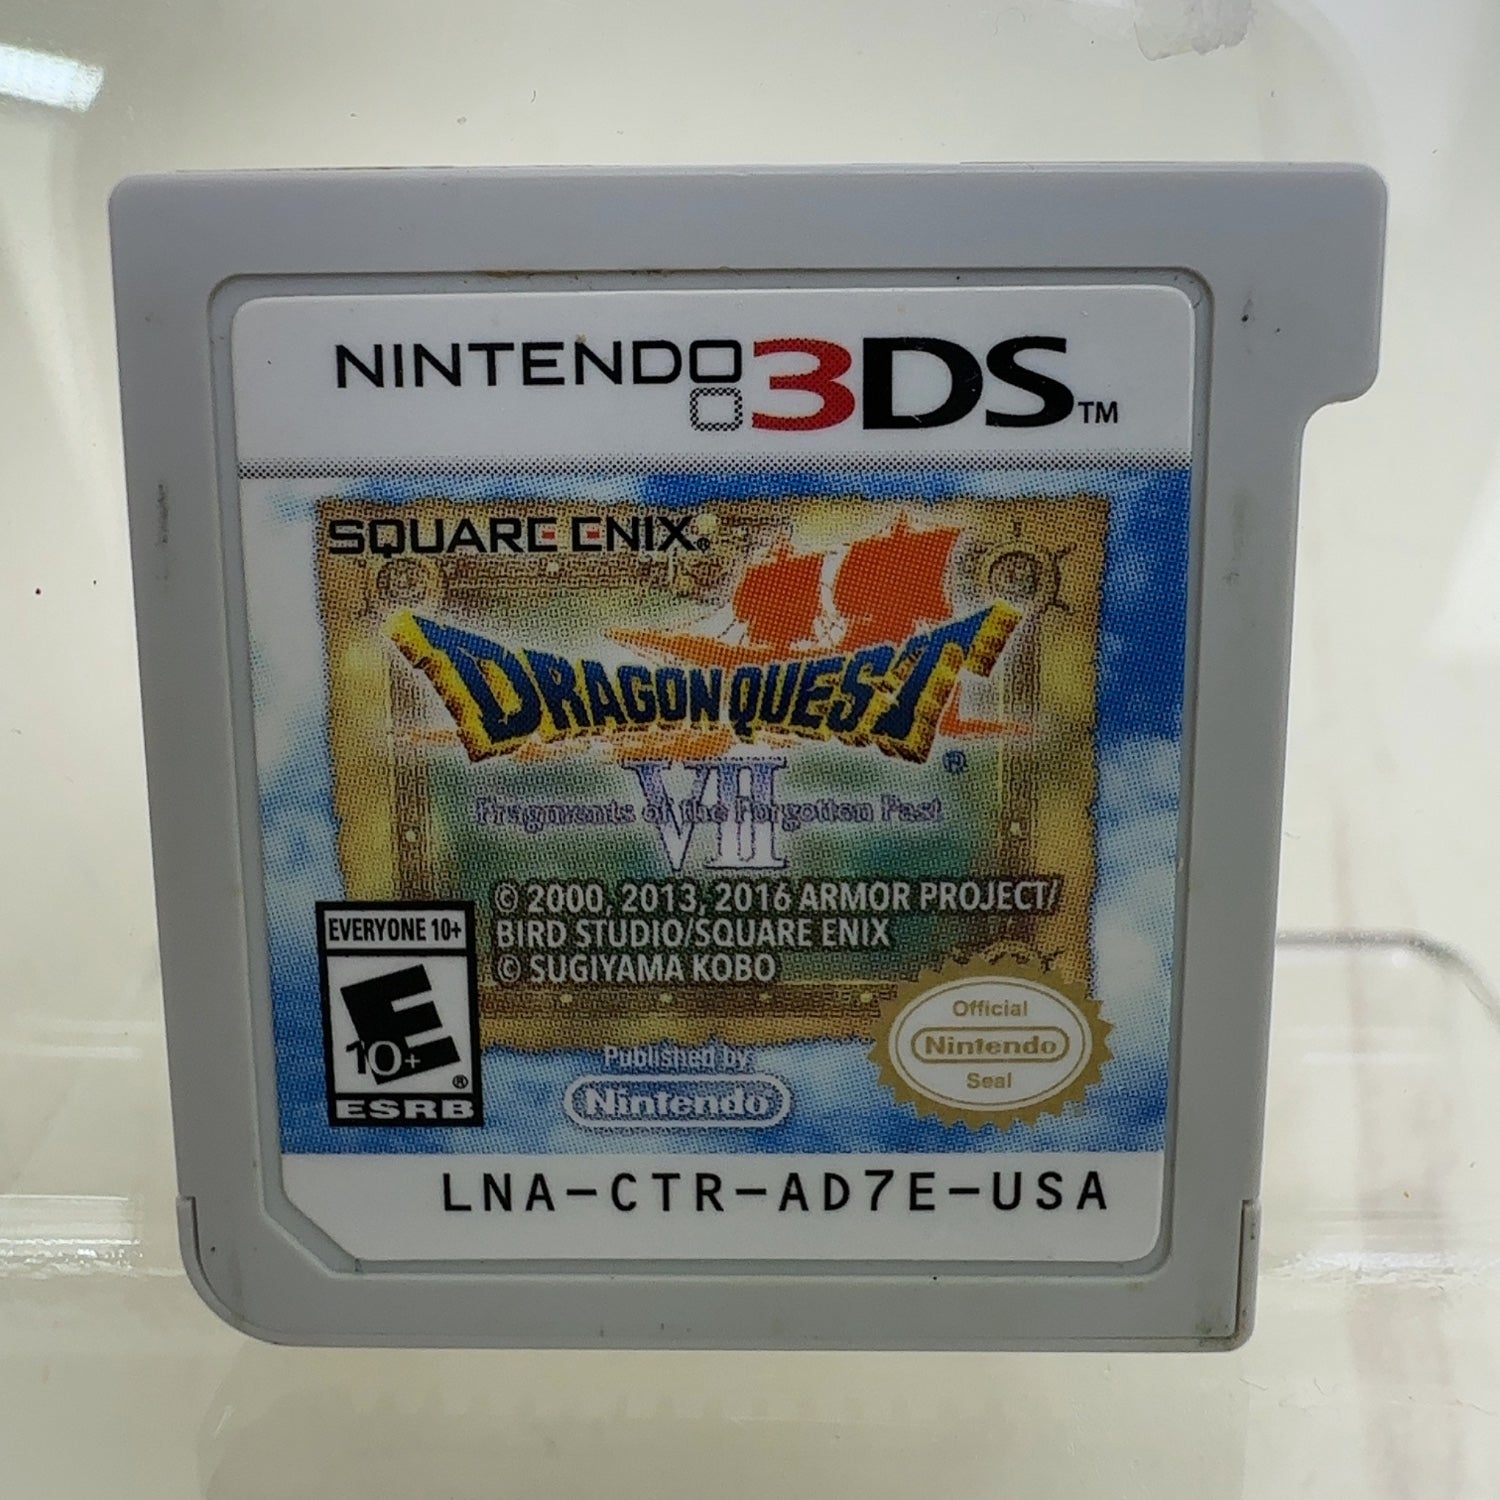 NINTENDO 3DS™
SQUARE ENIX®
DRAGON QUEST®
VII
Fragments of the Forgotten Past
© 2000, 2013, 2016 ARMOR PROJECT/
BIRD STUDIO/SQUARE ENIX
© SUGIYAMA KOBO
EVERYONE 10+
E
10+
®
ESRB
Published by
Nintendo
Official
Nintendo
Seal
LNA-CTR-AD7E-USA